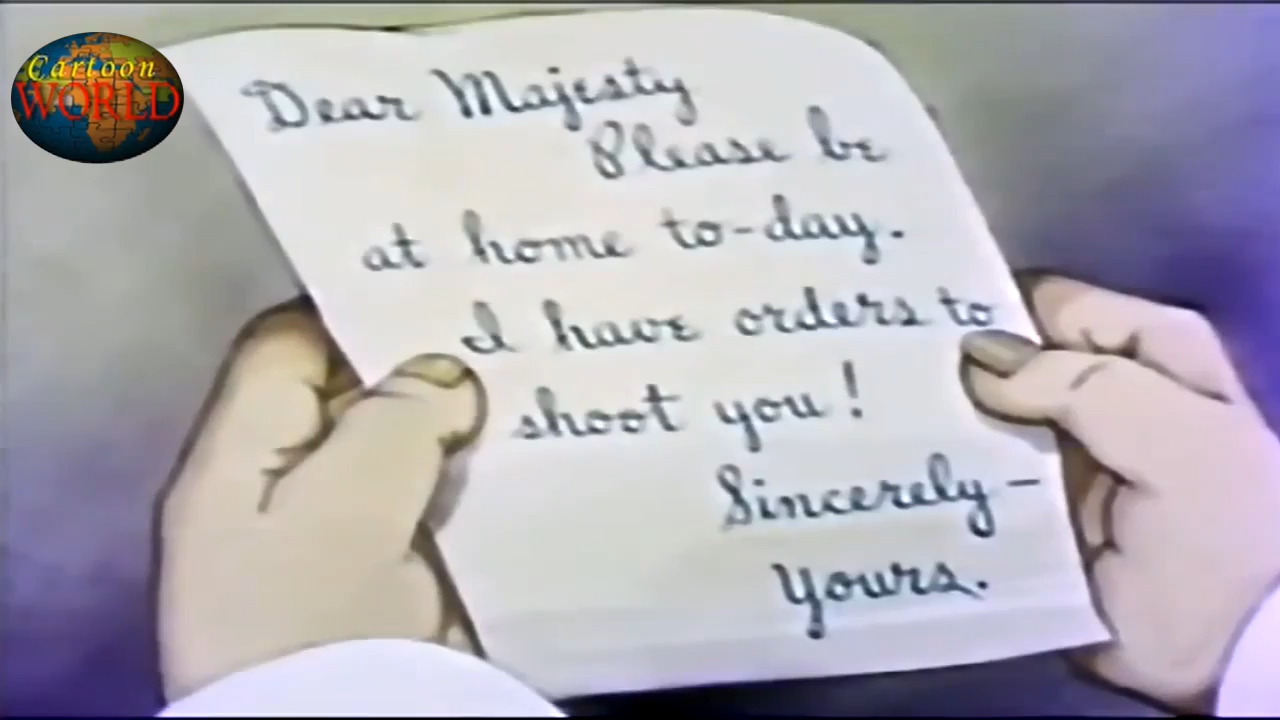 Cartoon
WORLD
Dear Majesty
Please be
at home to-day.
I have orders to
shoot you!
Sincerely-
Yours.